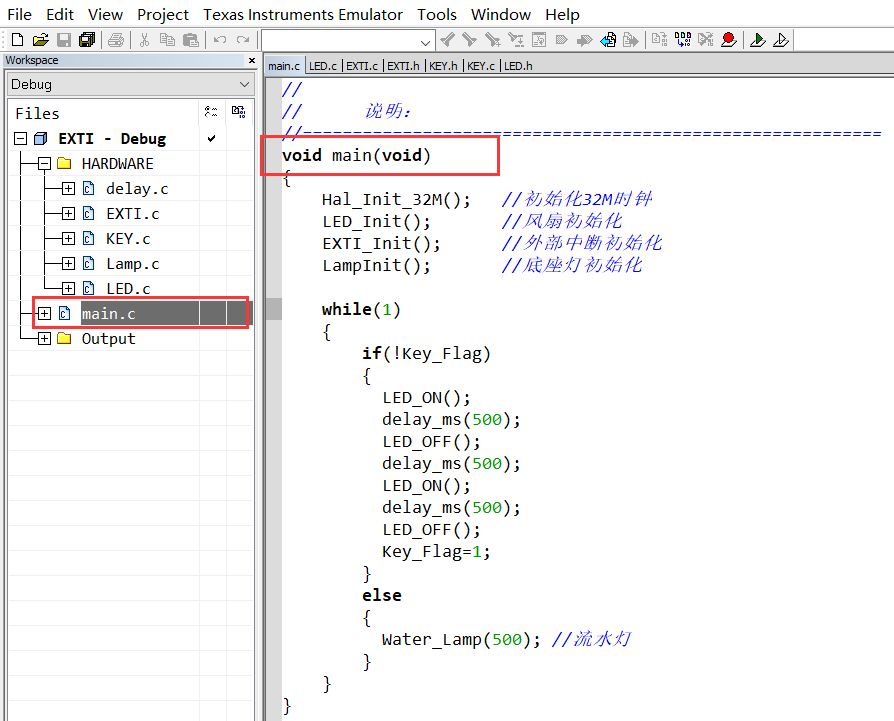 File Edit View Project Texas Instruments Emulator Tools Window Help
Workspace ×
Debug
Files
EXTI - Debug
HARDWARE
delay.c
EXTI.c
KEY.c
Lamp.c
LED.c
main.c
Output
main.c | LED.c | EXTI.c | EXTI.h | KEY.h | KEY.c | LED.h
//
// 说明:
//==========================================================
void main(void)
{
Hal_Init_32M(); //初始化32M时钟
LED_Init(); //风扇初始化
EXTI_Init(); //外部中断初始化
LampInit(); //底座灯初始化
while(1)
{
if(!Key_Flag)
{
LED_ON();
delay_ms(500);
LED_OFF();
delay_ms(500);
LED_ON();
delay_ms(500);
LED_OFF();
Key_Flag=1;
}
else
{
Water_Lamp(500); //流水灯
}
}
}